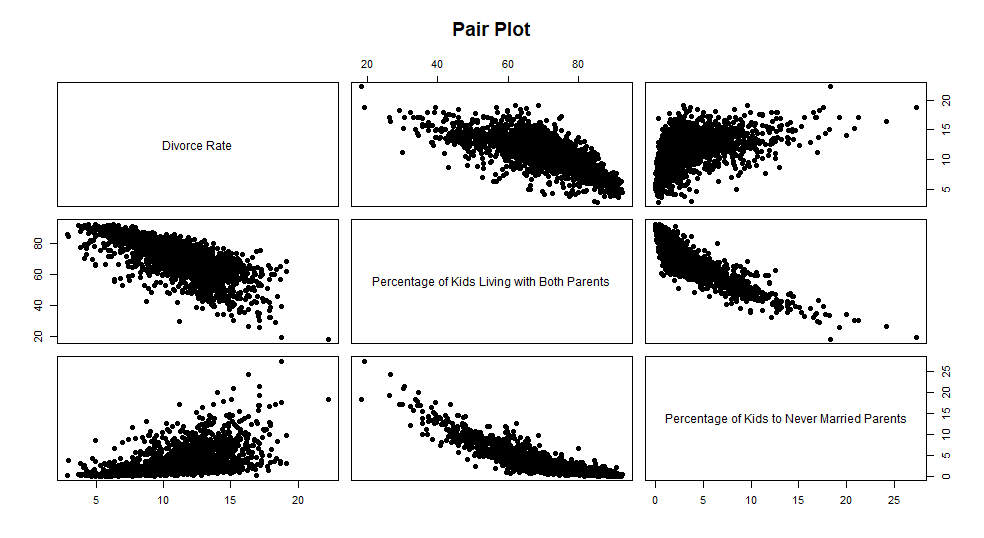 Pair Plot
20 40 60 80
Divorce Rate
5 10 15 20
20 40 60 80
Percentage of Kids Living with Both Parents
Percentage of Kids to Never Married Parents
0 5 10 15 20 25
5 10 15 20
0 5 10 15 20 25